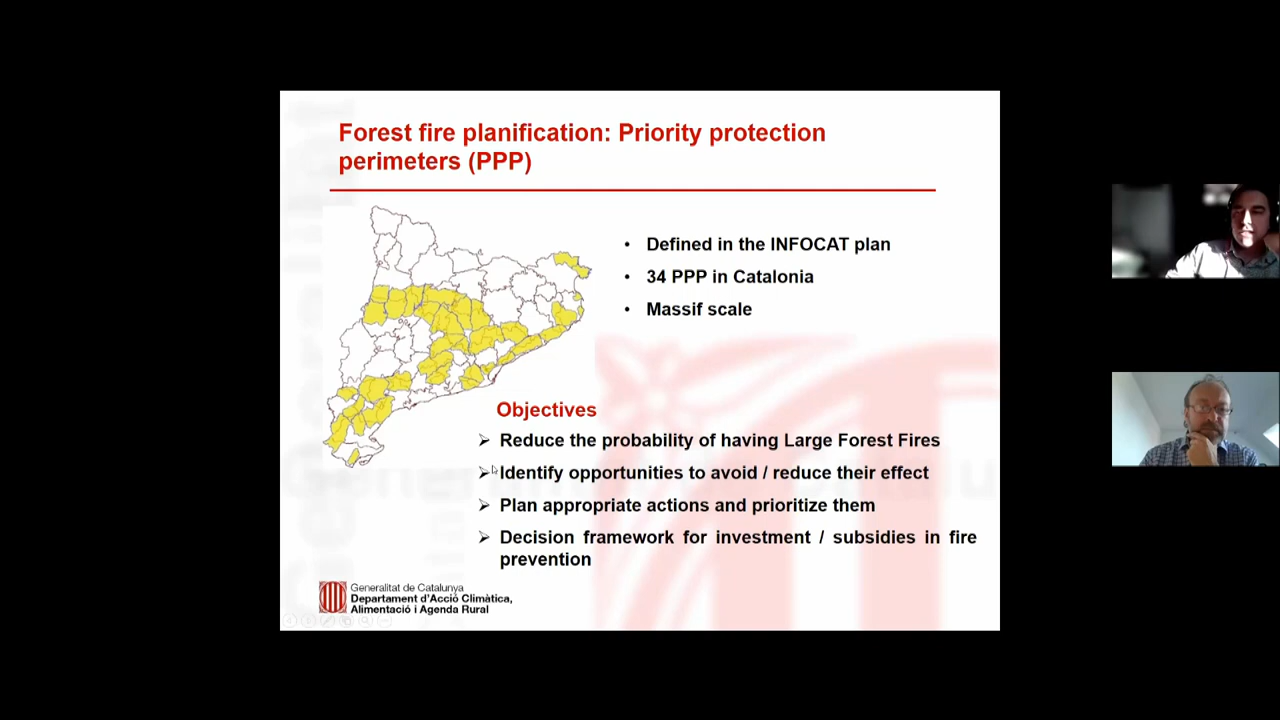 Forest fire planification: Priority protection
perimeters (PPP)
• Defined in the INFOCAT plan
• 34 PPP in Catalonia
• Massif scale
Objectives
➢ Reduce the probability of having Large Forest Fires
➢ Identify opportunities to avoid / reduce their effect
➢ Plan appropriate actions and prioritize them
➢ Decision framework for investment / subsidies in fire
prevention
Generalitat de Catalunya
Departament d'Acció Climàtica,
Alimentació i Agenda Rural